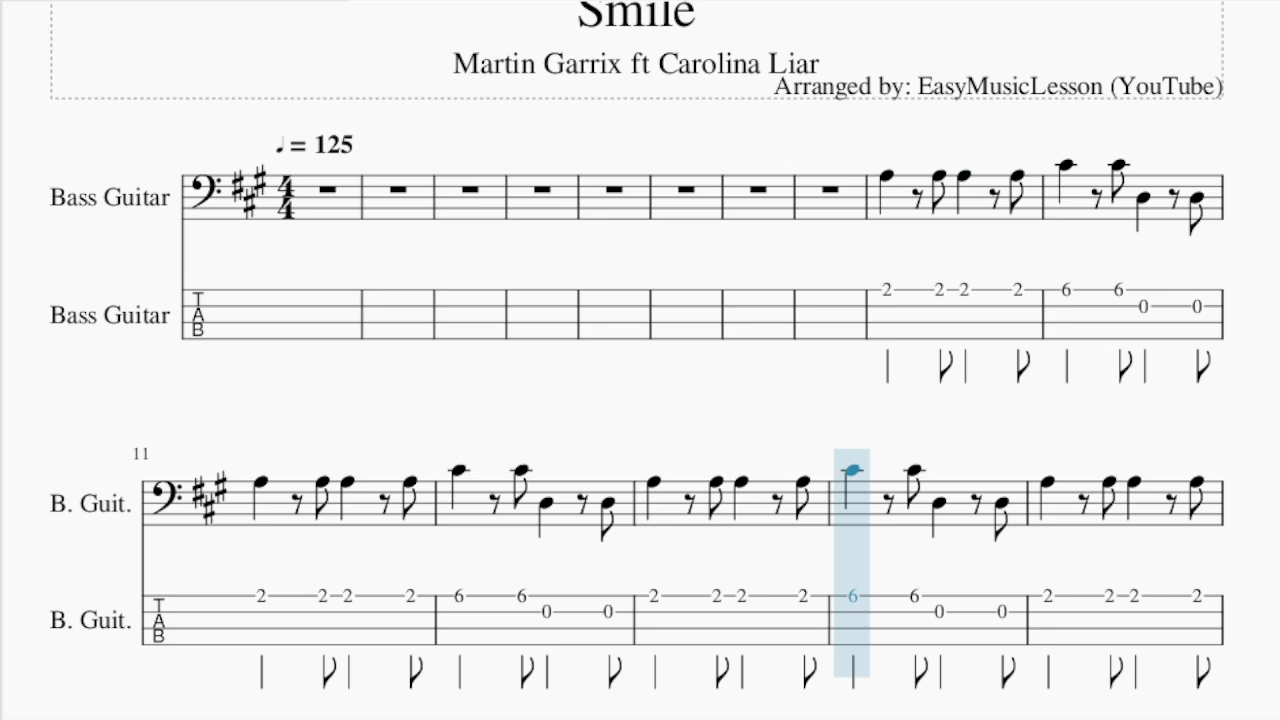 Smile
Martin Garrix ft Carolina Liar
Arranged by: EasyMusicLesson (YouTube)
♩ = 125
Bass Guitar
4
4
Bass Guitar
T
A
B
2 2 2 2 6 6 0 0
11
B. Guit.
B. Guit.
T
A
B
2 2 2 2 6 6 0 0 2 2 2 2 6 6 0 0 2 2 2 2